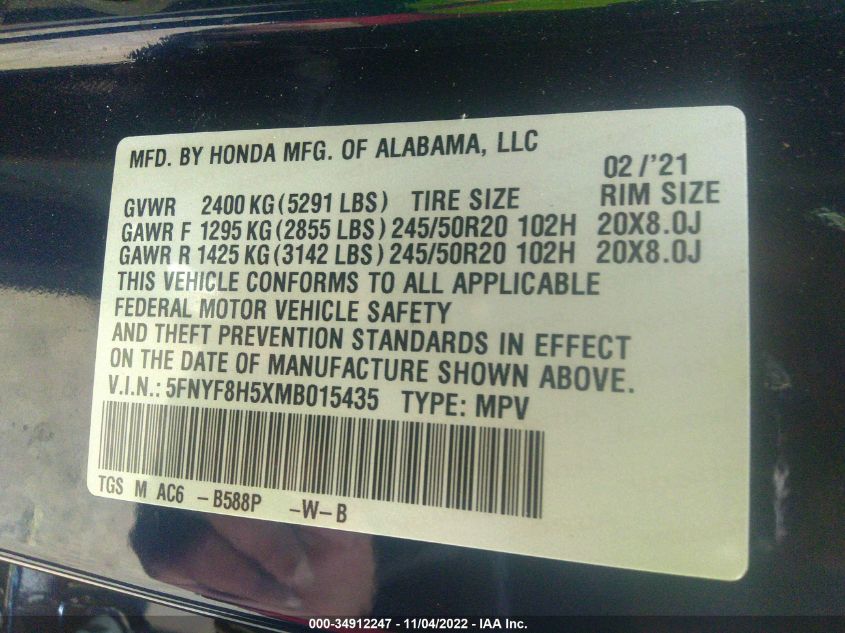 MFD. BY HONDA MFG. OF ALABAMA, LLC 02/'21
GVWR 2400 KG (5291 LBS) TIRE SIZE RIM SIZE
GAWR F 1295 KG (2855 LBS) 245/50R20 102H 20X8.0J
GAWR R 1425 KG (3142 LBS) 245/50R20 102H 20X8.0J
THIS VEHICLE CONFORMS TO ALL APPLICABLE
FEDERAL MOTOR VEHICLE SAFETY
AND THEFT PREVENTION STANDARDS IN EFFECT
ON THE DATE OF MANUFACTURE SHOWN ABOVE.
V.I.N.: 5FNYF8H5XMB015435 TYPE: MPV
TGS M AC6 -B588P -W-B
000-34912247 - 11/04/2022 - IAA Inc.